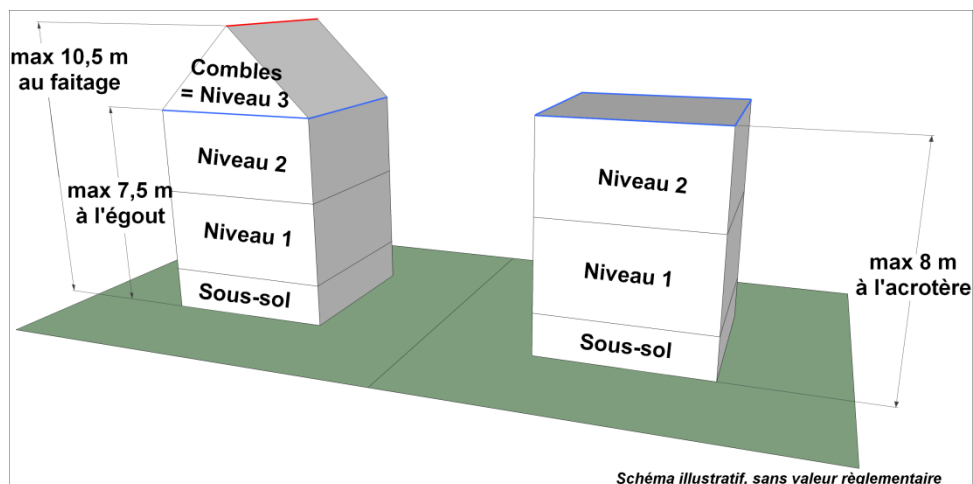 max 10,5 m
au faitage
Combles
= Niveau 3
Niveau 2
max 7,5 m
à l'égout
Niveau 1
Sous-sol
Niveau 2
Niveau 1
max 8 m
à l'acrotère
Sous-sol
Schéma illustratif, sans valeur règlementaire